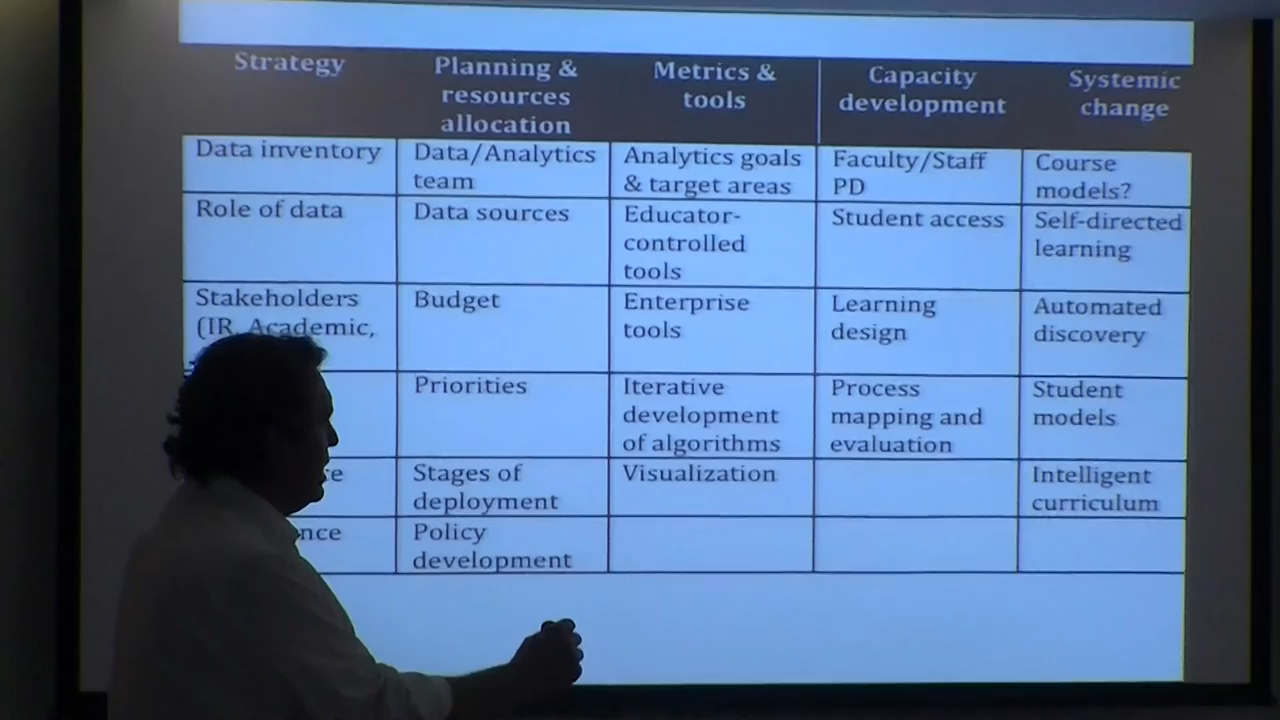 Strategy
Planning &
resources
allocation
Metrics &
tools
Capacity
development
Systemic
change
Data inventory
Data/Analytics
team
Analytics goals
& target areas
Faculty/Staff
PD
Course
models?
Role of data
Data sources
Educator-
controlled
tools
Student access
Self-directed
learning
Stakeholders
(IR, Academic,
Budget
Enterprise
tools
Learning
design
Automated
discovery
Priorities
Iterative
development
of algorithms
Process
mapping and
evaluation
Student
models
Stages of
deployment
Visualization
Intelligent
curriculum
Policy
development